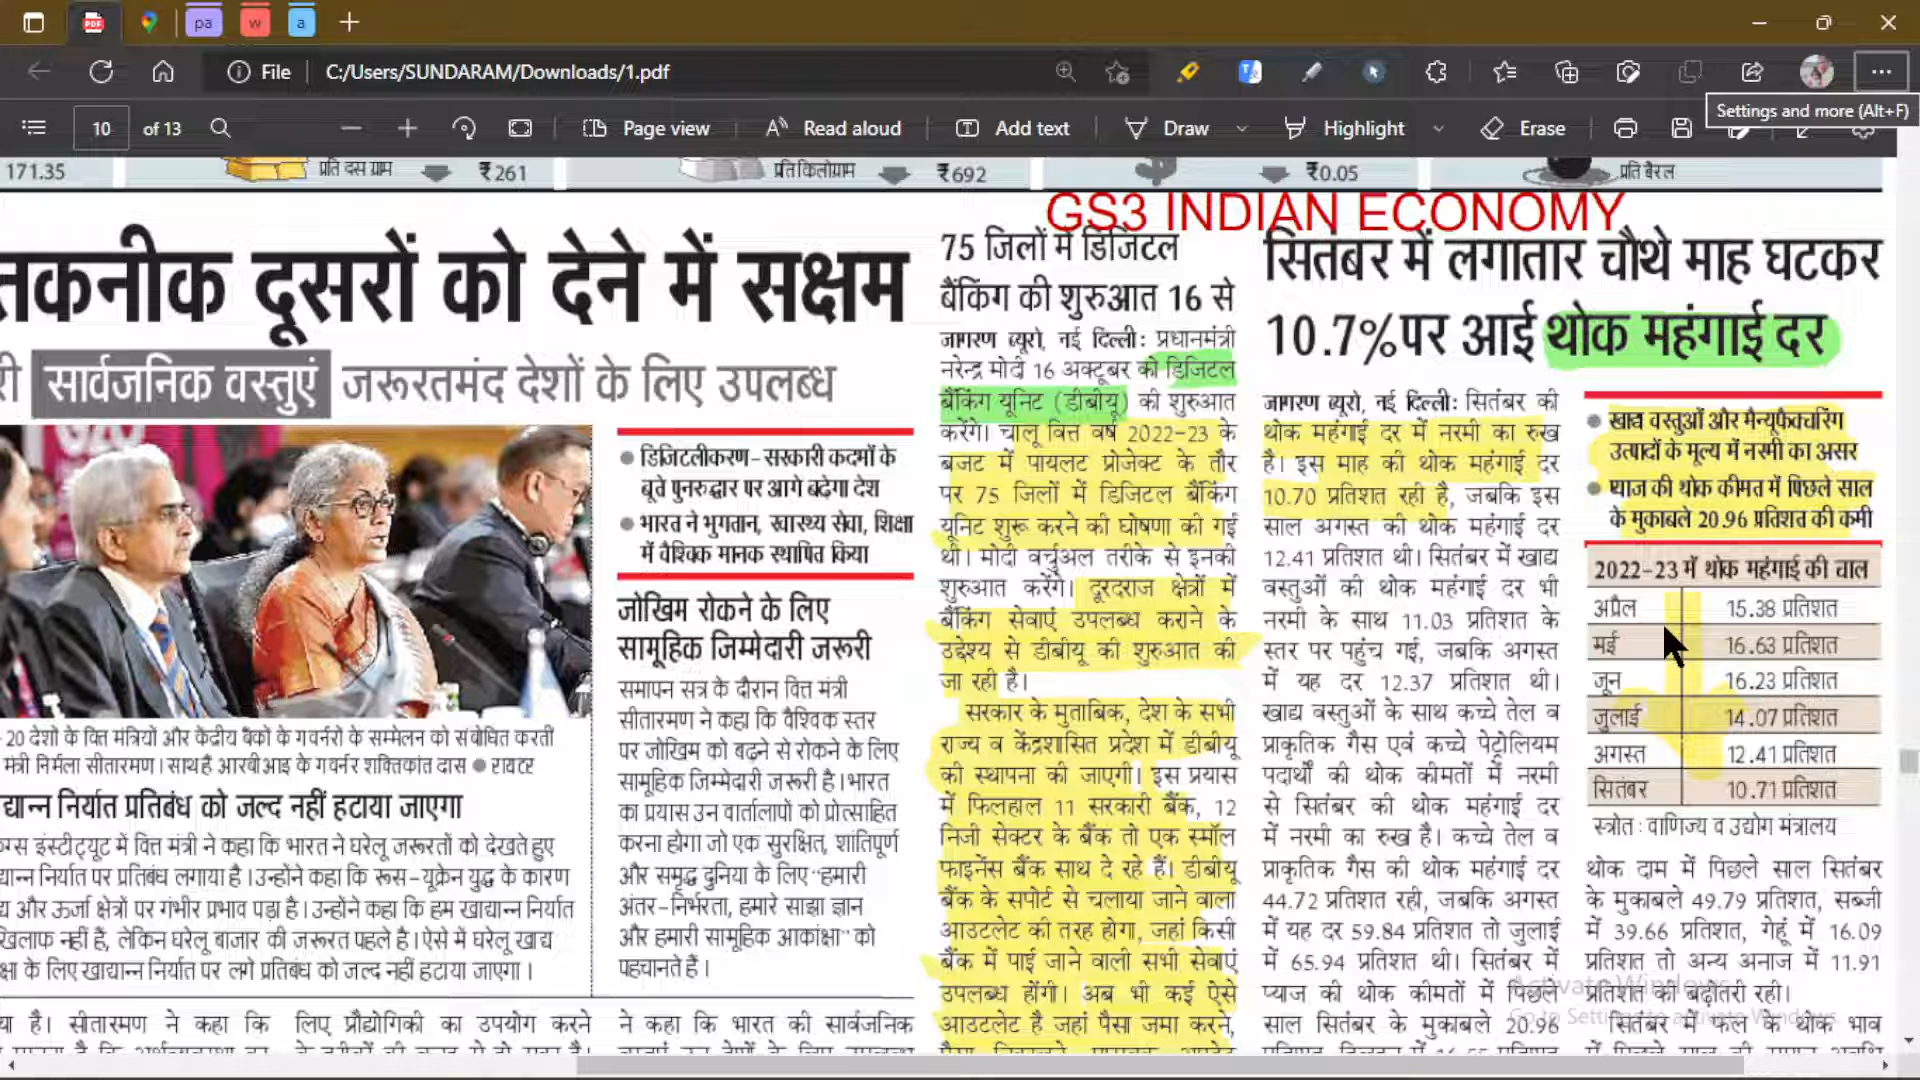 pa
w
a
File
C:/Users/SUNDARAM/Downloads/1.pdf
Settings and more (Alt+F)
10 of 13
Page view
Read aloud
Add text
Draw
Highlight
Erase
171.35
प्रति दस ग्राम ₹261
प्रति किलोग्राम ₹692
₹0.05
प्रति बैरल
GS3 INDIAN ECONOMY
तकनीक दूसरों को देने में सक्षम
री सार्वजनिक वस्तुएं जरूरतमंद देशों के लिए उपलब्ध
डिजिटलीकरण-सरकारी कदमों के
बूते पुनरुद्धार पर आगे बढ़ेगा देश
भारत ने भुगतान, स्वास्थ्य सेवा, शिक्षा
में वैश्विक मानक स्थापित किया
-20 देशों के वित्त मंत्रियों और केंद्रीय बैंकों के गवर्नरों के सम्मेलन को संबोधित करतीं
मंत्री निर्मला सीतारमण। साथ हैं आरबीआइ के गवर्नर शक्तिकांत दास ● रायटर
द्यान्न निर्यात प्रतिबंध को जल्द नहीं हटाया जाएगा
ग्स इंस्टीट्यूट में वित्त मंत्री ने कहा कि भारत ने घरेलू जरूरतों को देखते हुए
द्यान्न निर्यात पर प्रतिबंध लगाया है। उन्होंने कहा कि रूस-यूक्रेन युद्ध के कारण
द्य और ऊर्जा क्षेत्रों पर गंभीर प्रभाव पड़ा है। उन्होंने कहा कि हम खाद्यान्न निर्यात
खिलाफ नहीं हैं, लेकिन घरेलू बाजार की जरूरत पहले है। ऐसे में घरेलू खाद्य
क्षा के लिए खाद्यान्न निर्यात पर लगे प्रतिबंध को जल्द नहीं हटाया जाएगा।
या है। सीतारमण ने कहा कि
लिए प्रौद्योगिकी का उपयोग करने
जोखिम रोकने के लिए
सामूहिक जिम्मेदारी जरूरी
समापन सत्र के दौरान वित्त मंत्री
सीतारमण ने कहा कि वैश्विक स्तर
पर जोखिम को बढ़ने से रोकने के लिए
सामूहिक जिम्मेदारी जरूरी है। भारत
का प्रयास उन वार्तालापों को प्रोत्साहित
करना होगा जो एक सुरक्षित, शांतिपूर्ण
और समृद्ध दुनिया के लिए "हमारी
अंतर-निर्भरता, हमारे साझा ज्ञान
और हमारी सामूहिक आकांक्षा" को
पहचानते हैं।
ने कहा कि भारत की सार्वजनिक
75 जिलों में डिजिटल
बैंकिंग की शुरुआत 16 से
जागरण ब्यूरो, नई दिल्ली: प्रधानमंत्री
नरेन्द्र मोदी 16 अक्टूबर को डिजिटल
बैंकिंग यूनिट (डीबीयू) की शुरुआत
करेंगे। चालू वित्त वर्ष 2022-23 के
बजट में पायलट प्रोजेक्ट के तौर
पर 75 जिलों में डिजिटल बैंकिंग
यूनिट शुरू करने की घोषणा की गई
थी। मोदी वर्चुअल तरीके से इनकी
शुरुआत करेंगे। दूरदराज क्षेत्रों में
बैंकिंग सेवाएं उपलब्ध कराने के
उद्देश्य से डीबीयू की शुरुआत की
जा रही है।
सरकार के मुताबिक, देश के सभी
राज्य व केंद्रशासित प्रदेश में डीबीयू
की स्थापना की जाएगी। इस प्रयास
में फिलहाल 11 सरकारी बैंक, 12
निजी सेक्टर के बैंक तो एक स्मॉल
फाइनेंस बैंक साथ दे रहे हैं। डीबीयू
बैंक के सपोर्ट से चलाया जाने वाला
आउटलेट की तरह होगा, जहां किसी
बैंक में पाई जाने वाली सभी सेवाएं
उपलब्ध होंगी। अब भी कई ऐसे
आउटलेट है जहां पैसा जमा करने,
सितंबर में लगातार चौथे माह घटकर
10.7% पर आई थोक महंगाई दर
जागरण ब्यूरो, नई दिल्ली: सितंबर की
थोक महंगाई दर में नरमी का रुख
है। इस माह की थोक महंगाई दर
10.70 प्रतिशत रही है, जबकि इस
साल अगस्त की थोक महंगाई दर
12.41 प्रतिशत थी। सितंबर में खाद्य
वस्तुओं की थोक महंगाई दर भी
नरमी के साथ 11.03 प्रतिशत के
स्तर पर पहुंच गई, जबकि अगस्त
में यह दर 12.37 प्रतिशत थी।
खाद्य वस्तुओं के साथ कच्चे तेल व
प्राकृतिक गैस एवं कच्चे पेट्रोलियम
पदार्थों की थोक कीमतों में नरमी
से सितंबर की थोक महंगाई दर
में नरमी का रुख है। कच्चे तेल व
प्राकृतिक गैस की थोक महंगाई दर
44.72 प्रतिशत रही, जबकि अगस्त
में यह दर 59.84 प्रतिशत तो जुलाई
में 65.94 प्रतिशत थी। सितंबर में
प्याज की थोक कीमतों में पिछले
साल सितंबर के मुकाबले 20.96
खाद्य वस्तुओं और मैन्यूफैक्चरिंग
उत्पादों के मूल्य में नरमी का असर
प्याज की थोक कीमत में पिछले साल
के मुकाबले 20.96 प्रतिशत की कमी
2022-23 में थोक महंगाई की चाल
अप्रैल 15.38 प्रतिशत
मई 16.63 प्रतिशत
जून 16.23 प्रतिशत
जुलाई 14.07 प्रतिशत
अगस्त 12.41 प्रतिशत
सितंबर 10.71 प्रतिशत
स्त्रोत : वाणिज्य व उद्योग मंत्रालय
थोक दाम में पिछले साल सितंबर
के मुकाबले 49.79 प्रतिशत, सब्जी
में 39.66 प्रतिशत, गेहूं में 16.09
प्रतिशत तो अन्य अनाज में 11.91
प्रतिशत की बढ़ोतरी रही।
सितंबर में फल के थोक भाव
Activate Windows
Go to Settings to activate Windows.